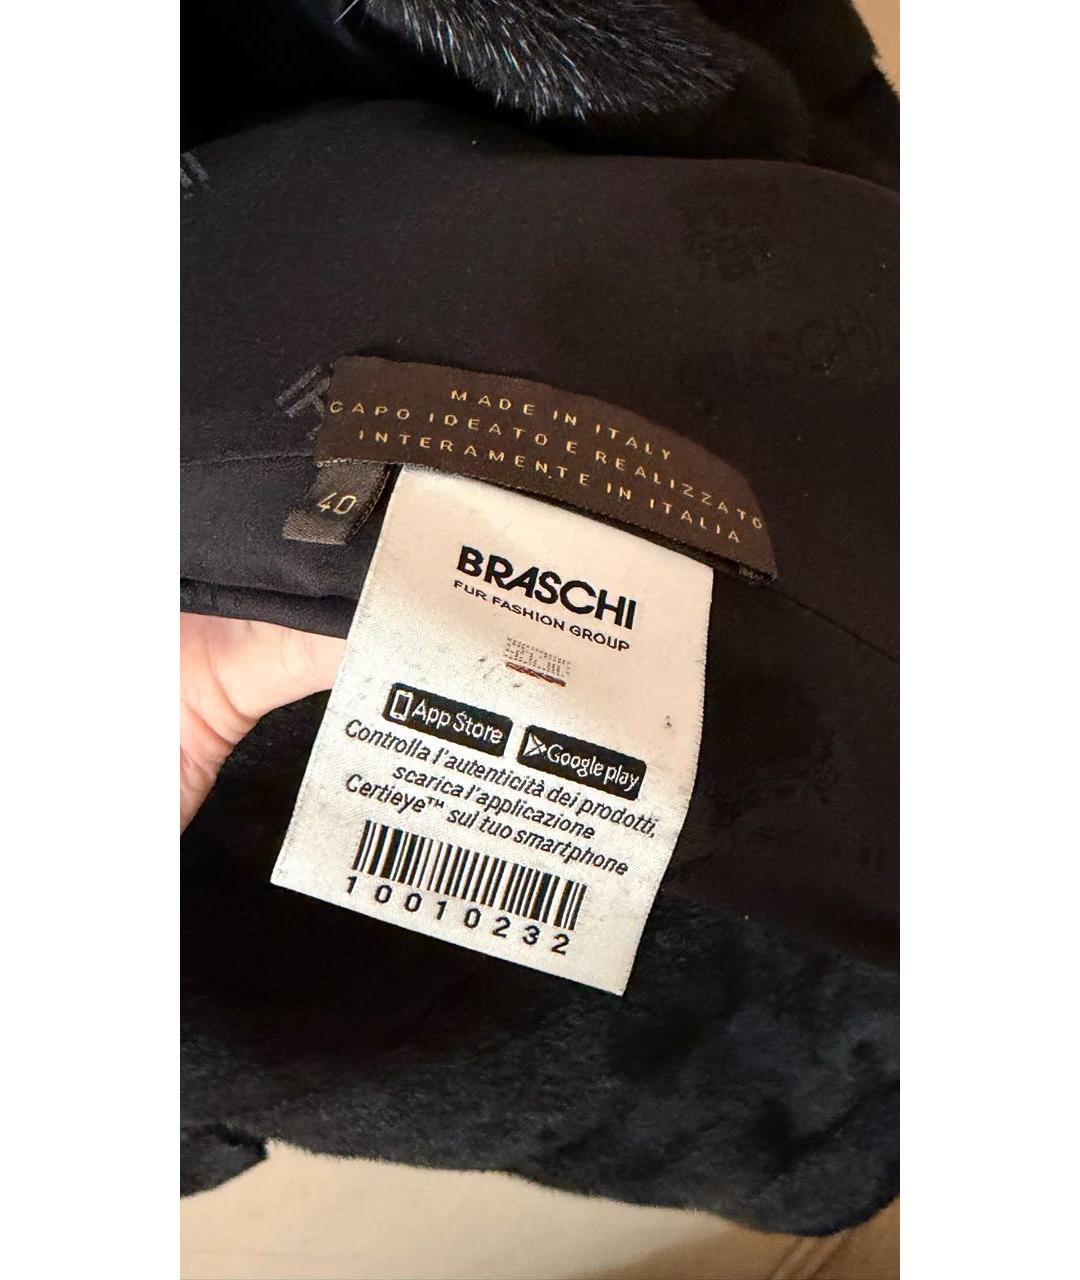 BRASCHI
MADE IN ITALY
CAPO IDEATO E REALIZZATO
INTERAMENTE IN ITALIA
40
BRASCHI
FUR FASHION GROUP
App Store
Google play
Controlla l'autenticità dei prodotti,
scarica l'applicazione
Certieye™ sul tuo smartphone
10010232